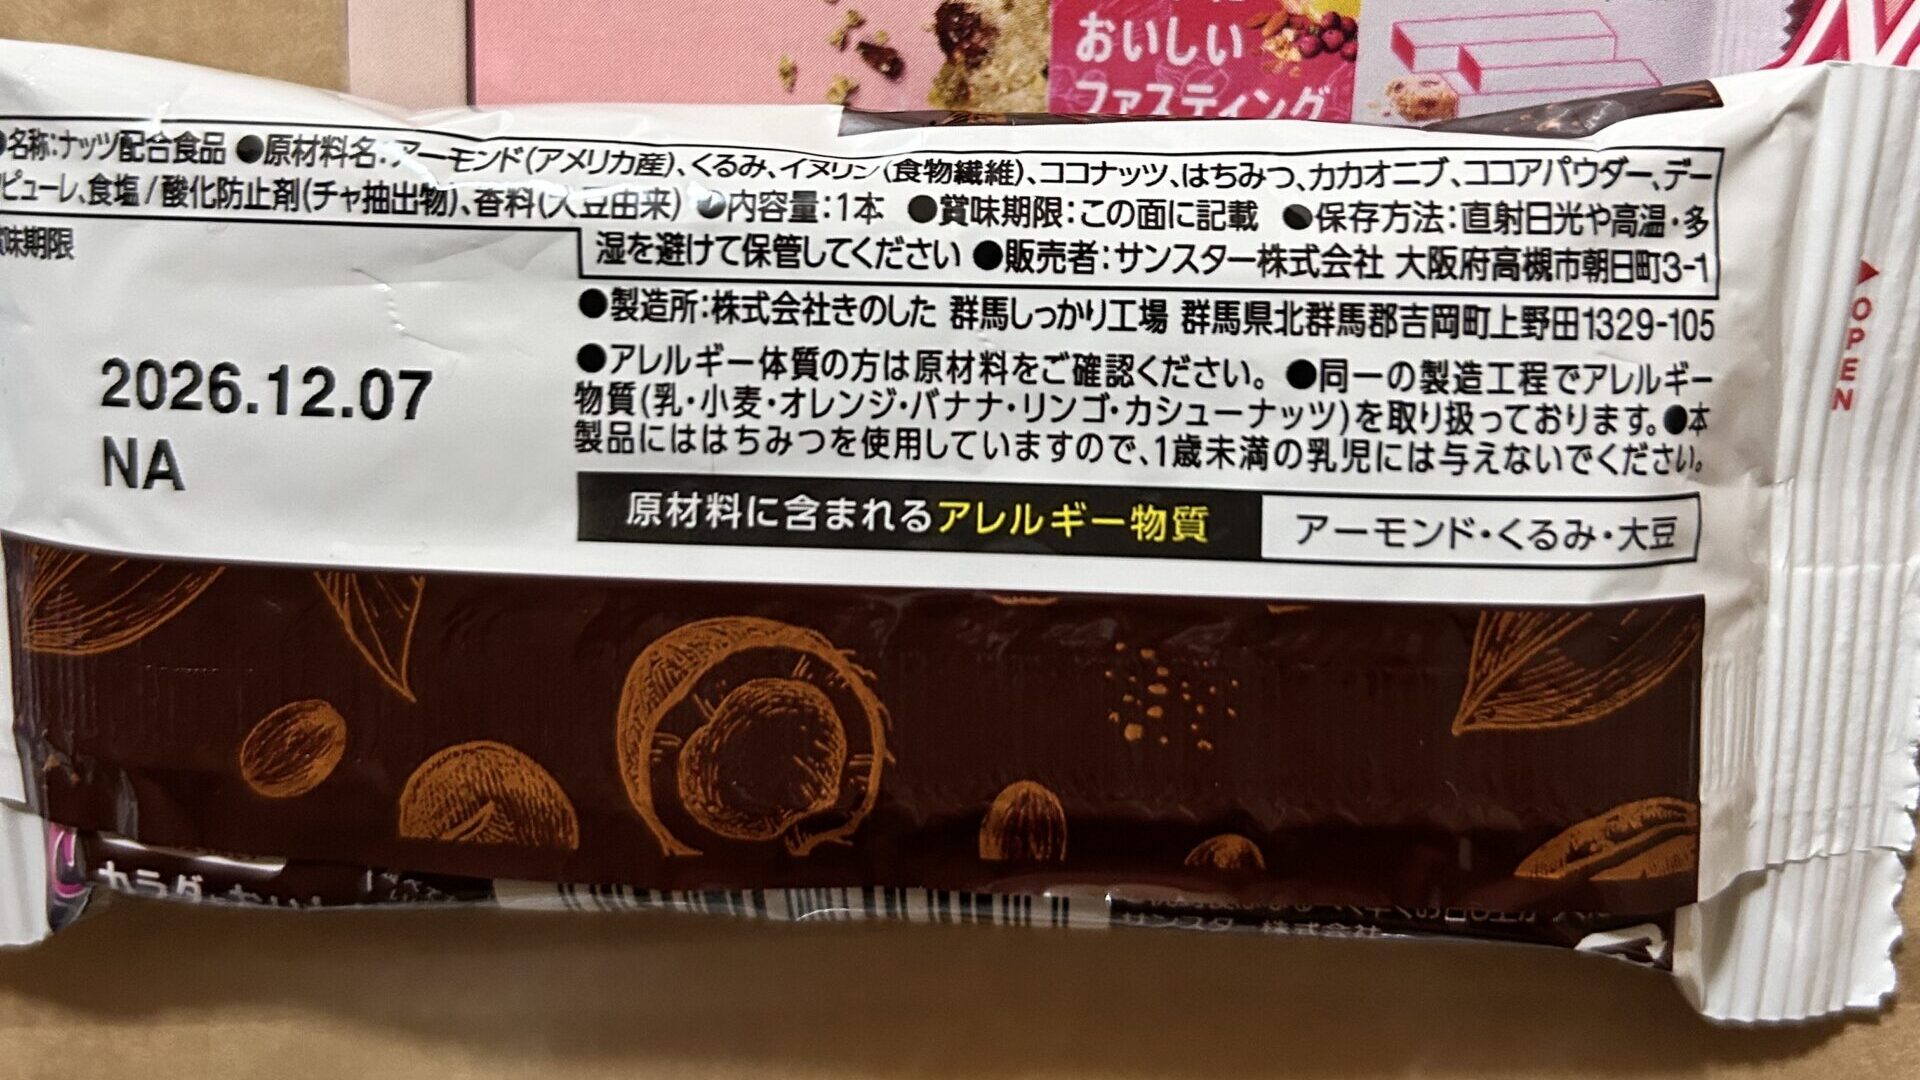 おいしい
ファスティング
名称:ナッツ配合食品 ●原材料名:アーモンド(アメリカ産)、くるみ、イヌリン(食物繊維)、ココナッツ、はちみつ、カカオニブ、ココアパウダー、デー
ピューレ、食塩/酸化防止剤(チャ抽出物)、香料(大豆由来) ●内容量:1本 ●賞味期限:この面に記載 ●保存方法:直射日光や高温・多
湿を避けて保管してください ●販売者:サンスター株式会社 大阪府高槻市朝日町3-1
賞味期限
●製造所:株式会社きのした 群馬しっかり工場 群馬県北群馬郡吉岡町上野田1329-105
●アレルギー体質の方は原材料をご確認ください。●同一の製造工程でアレルギー
物質(乳・小麦・オレンジ・バナナ・リンゴ・カシューナッツ)を取り扱っております。●本
製品にははちみつを使用していますので、1歳未満の乳児には与えないでください。
2026.12.07
NA
原材料に含まれるアレルギー物質 アーモンド・くるみ・大豆
OPEN
サンスター株式会社